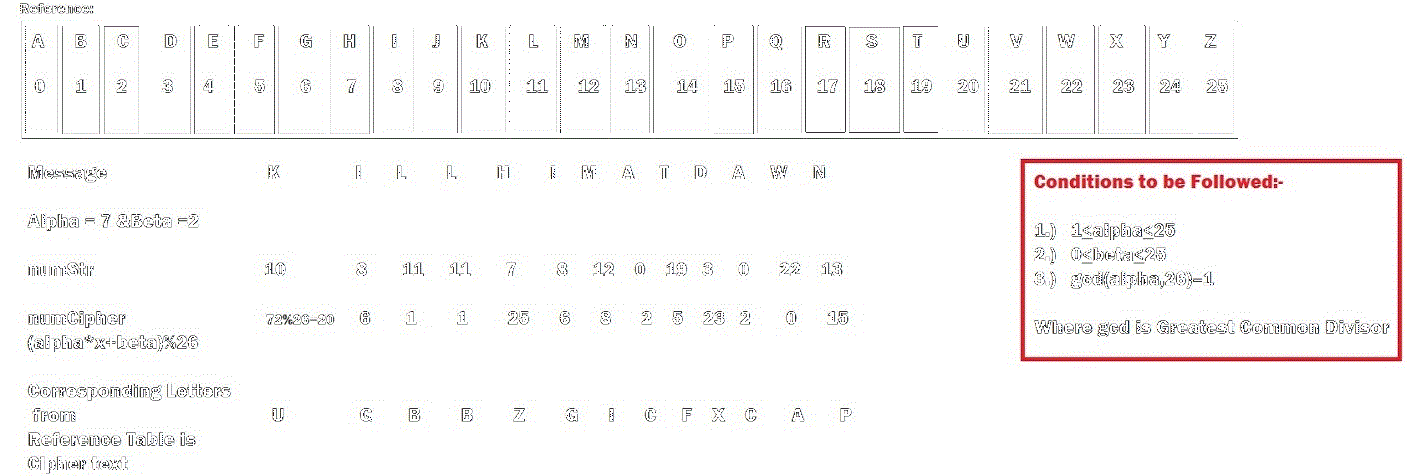 Reference:
A B C D E F G H I J K L M N O P Q R S T U V W X Y Z
0 1 2 3 4 5 6 7 8 9 10 11 12 13 14 15 16 17 18 19 20 21 22 23 24 25
Message K I L L H I M A T D A W N
Alpha = 7 &Beta =2
numStr 10 8 11 11 7 8 12 0 19 3 0 22 13
numCipher 72%26=20 6 1 1 25 6 8 2 5 23 2 0 15
(alpha*x+beta)%26
Corresponding Letters
from
Reference Table is
Cipher text
U G B B Z G I C F X C A P
Conditions to be Followed:-
1.) 1≤alpha≤25
2.) 0≤beta≤25
3.) gcd(alpha,26)=1
Where gcd is Greatest Common Divisor